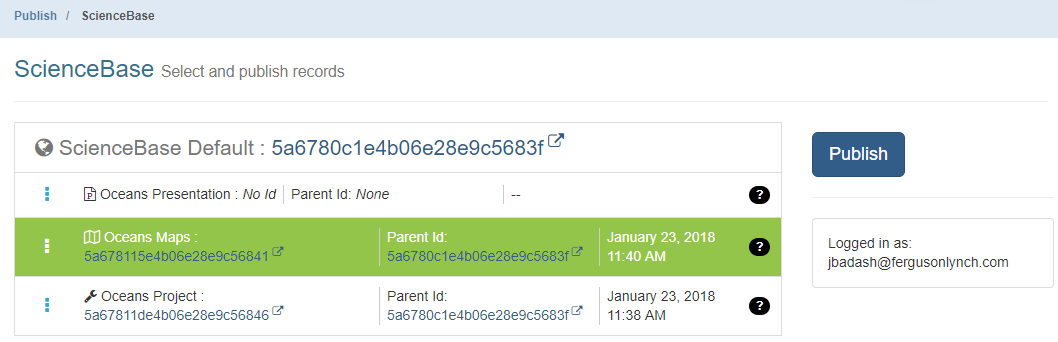 Publish / ScienceBase
ScienceBase Select and publish records
ScienceBase Default : 5a6780c1e4b06e28e9c5683f
Publish
Oceans Presentation : No Id Parent Id: None -- ?
Oceans Maps : Parent Id: January 23, 2018
5a678115e4b06e28e9c56841 5a6780c1e4b06e28e9c5683f 11:40 AM ?
Logged in as:
jbadash@fergusonlynch.com
Oceans Project : Parent Id: January 23, 2018
5a67811de4b06e28e9c56846 5a6780c1e4b06e28e9c5683f 11:38 AM ?